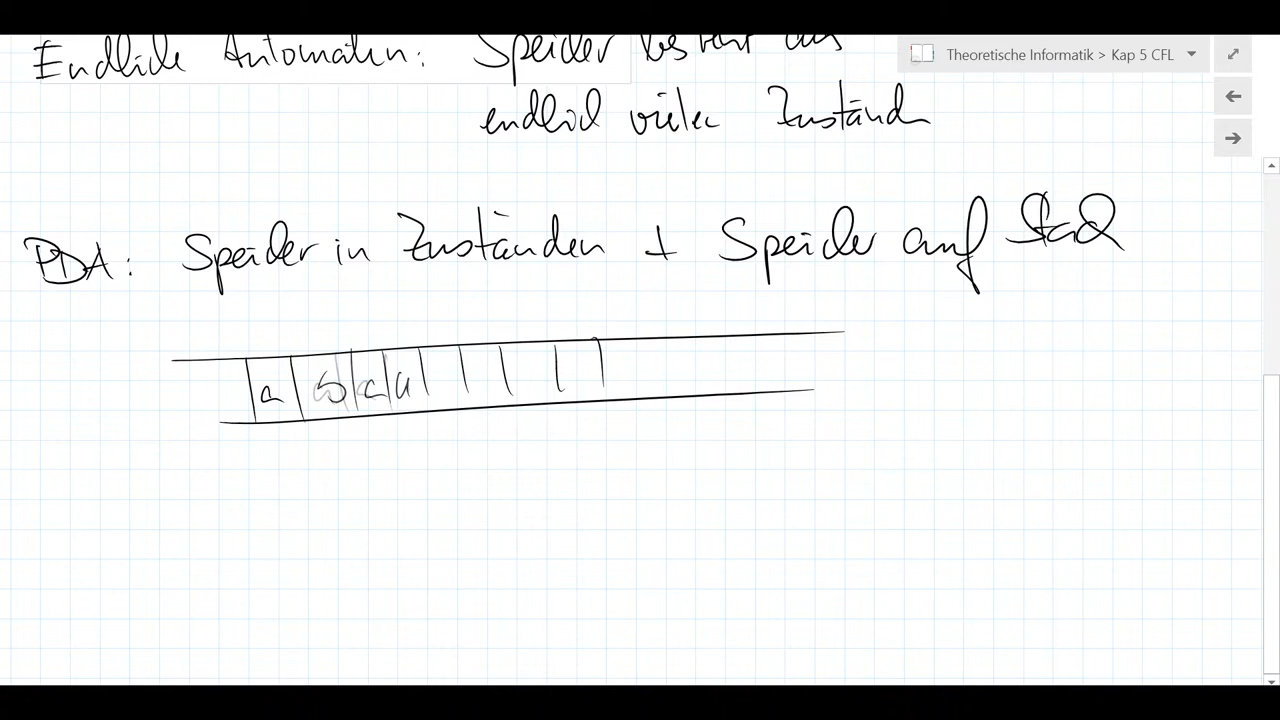 Endliche Automaten: Speicher besteht aus
Theoretische Informatik > Kap 5 CFL
endlich vielen Zuständen
PDA: Speicher in Zuständen + Speicher auf Stack
a b c a